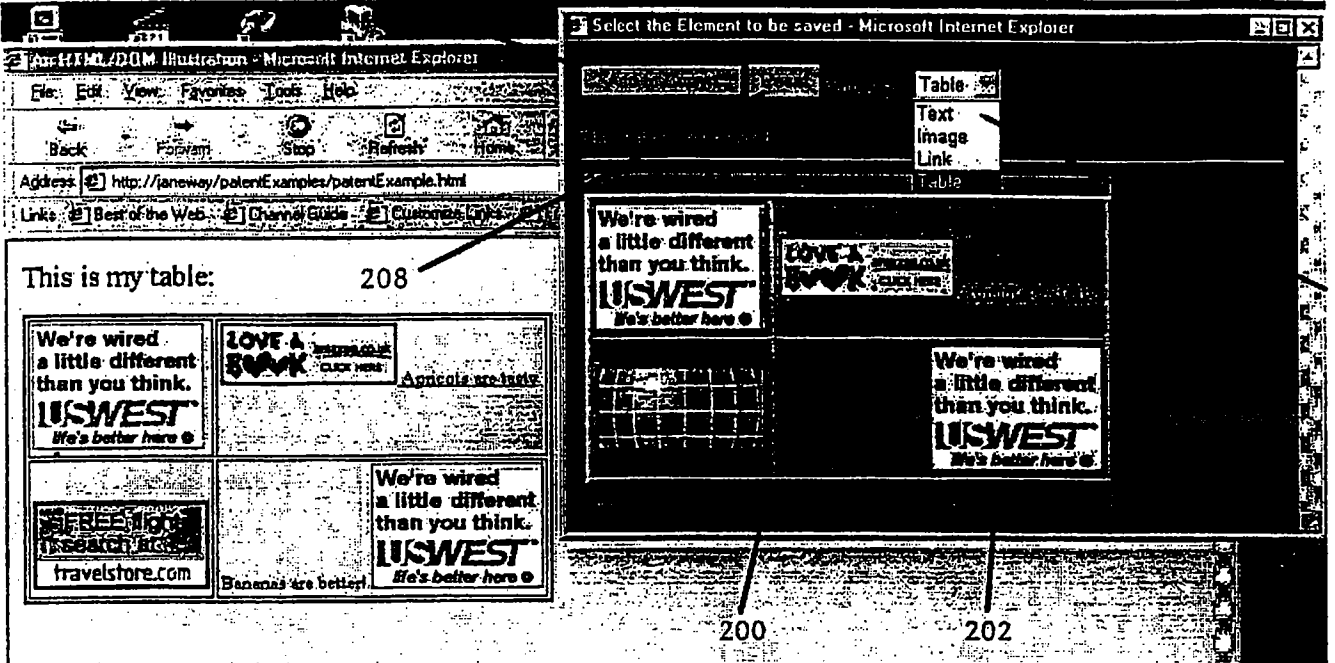 An HTML/DOM Illustration - Microsoft Internet Explorer
File Edit View Favorites Tools Help
Back Forward Stop Refresh Home
Address http://janeway/patentExamples/patentExample.html
Links Best of the Web Channel Guide Customize Links
This is my table:
208
We're wired
a little different
than you think.
USWEST
life's better here
LOVE A
BOOK
CLICK HERE
Apricots are tasty
FREE flight
search
travelstore.com
Bananas are better!
We're wired
a little different
than you think.
USWEST
life's better here
Select the Element to be saved - Microsoft Internet Explorer
Table
Text
Image
Link
Table
We're wired
a little different
than you think.
USWEST
life's better here
LOVE A
BOOK
CLICK HERE
We're wired
a little different
than you think.
USWEST
life's better here
200
202